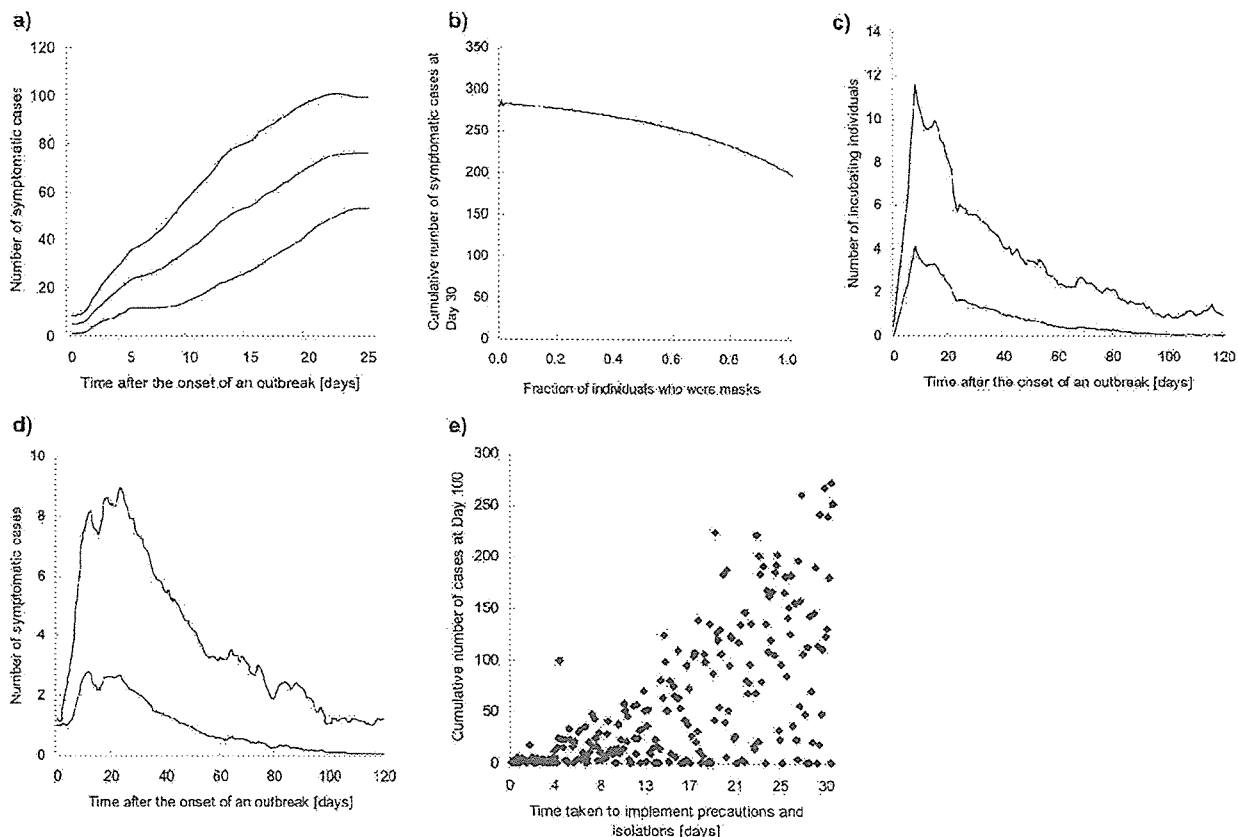 a)
120
100
80
60
40
20
0
Number of symptomatic cases
0 5 10 15 20 25
Time after the onset of an outbreak [days]
b)
350
300
250
200
250
150
50
0
Cumulative number of symptomatic cases at
Day 30
0.0 0.2 0.4 0.6 0.8 1.0
Fraction of individuals who were masks
c)
14
12
10
8
6
4
2
0
Number of incubating individuals
0 20 40 60 80 100 120
Time after the onset of an outbreak [days]
d)
10
8
6
4
2
0
Number of symptomatic cases
0 20 40 60 80 100 120
Time after the onset of an outbreak [days]
e)
300
250
200
150
100
50
0
Cumulative number of cases at Day 100
0 4 8 13 17 21 25 30
Time taken to implement precautions and
isolations [days]